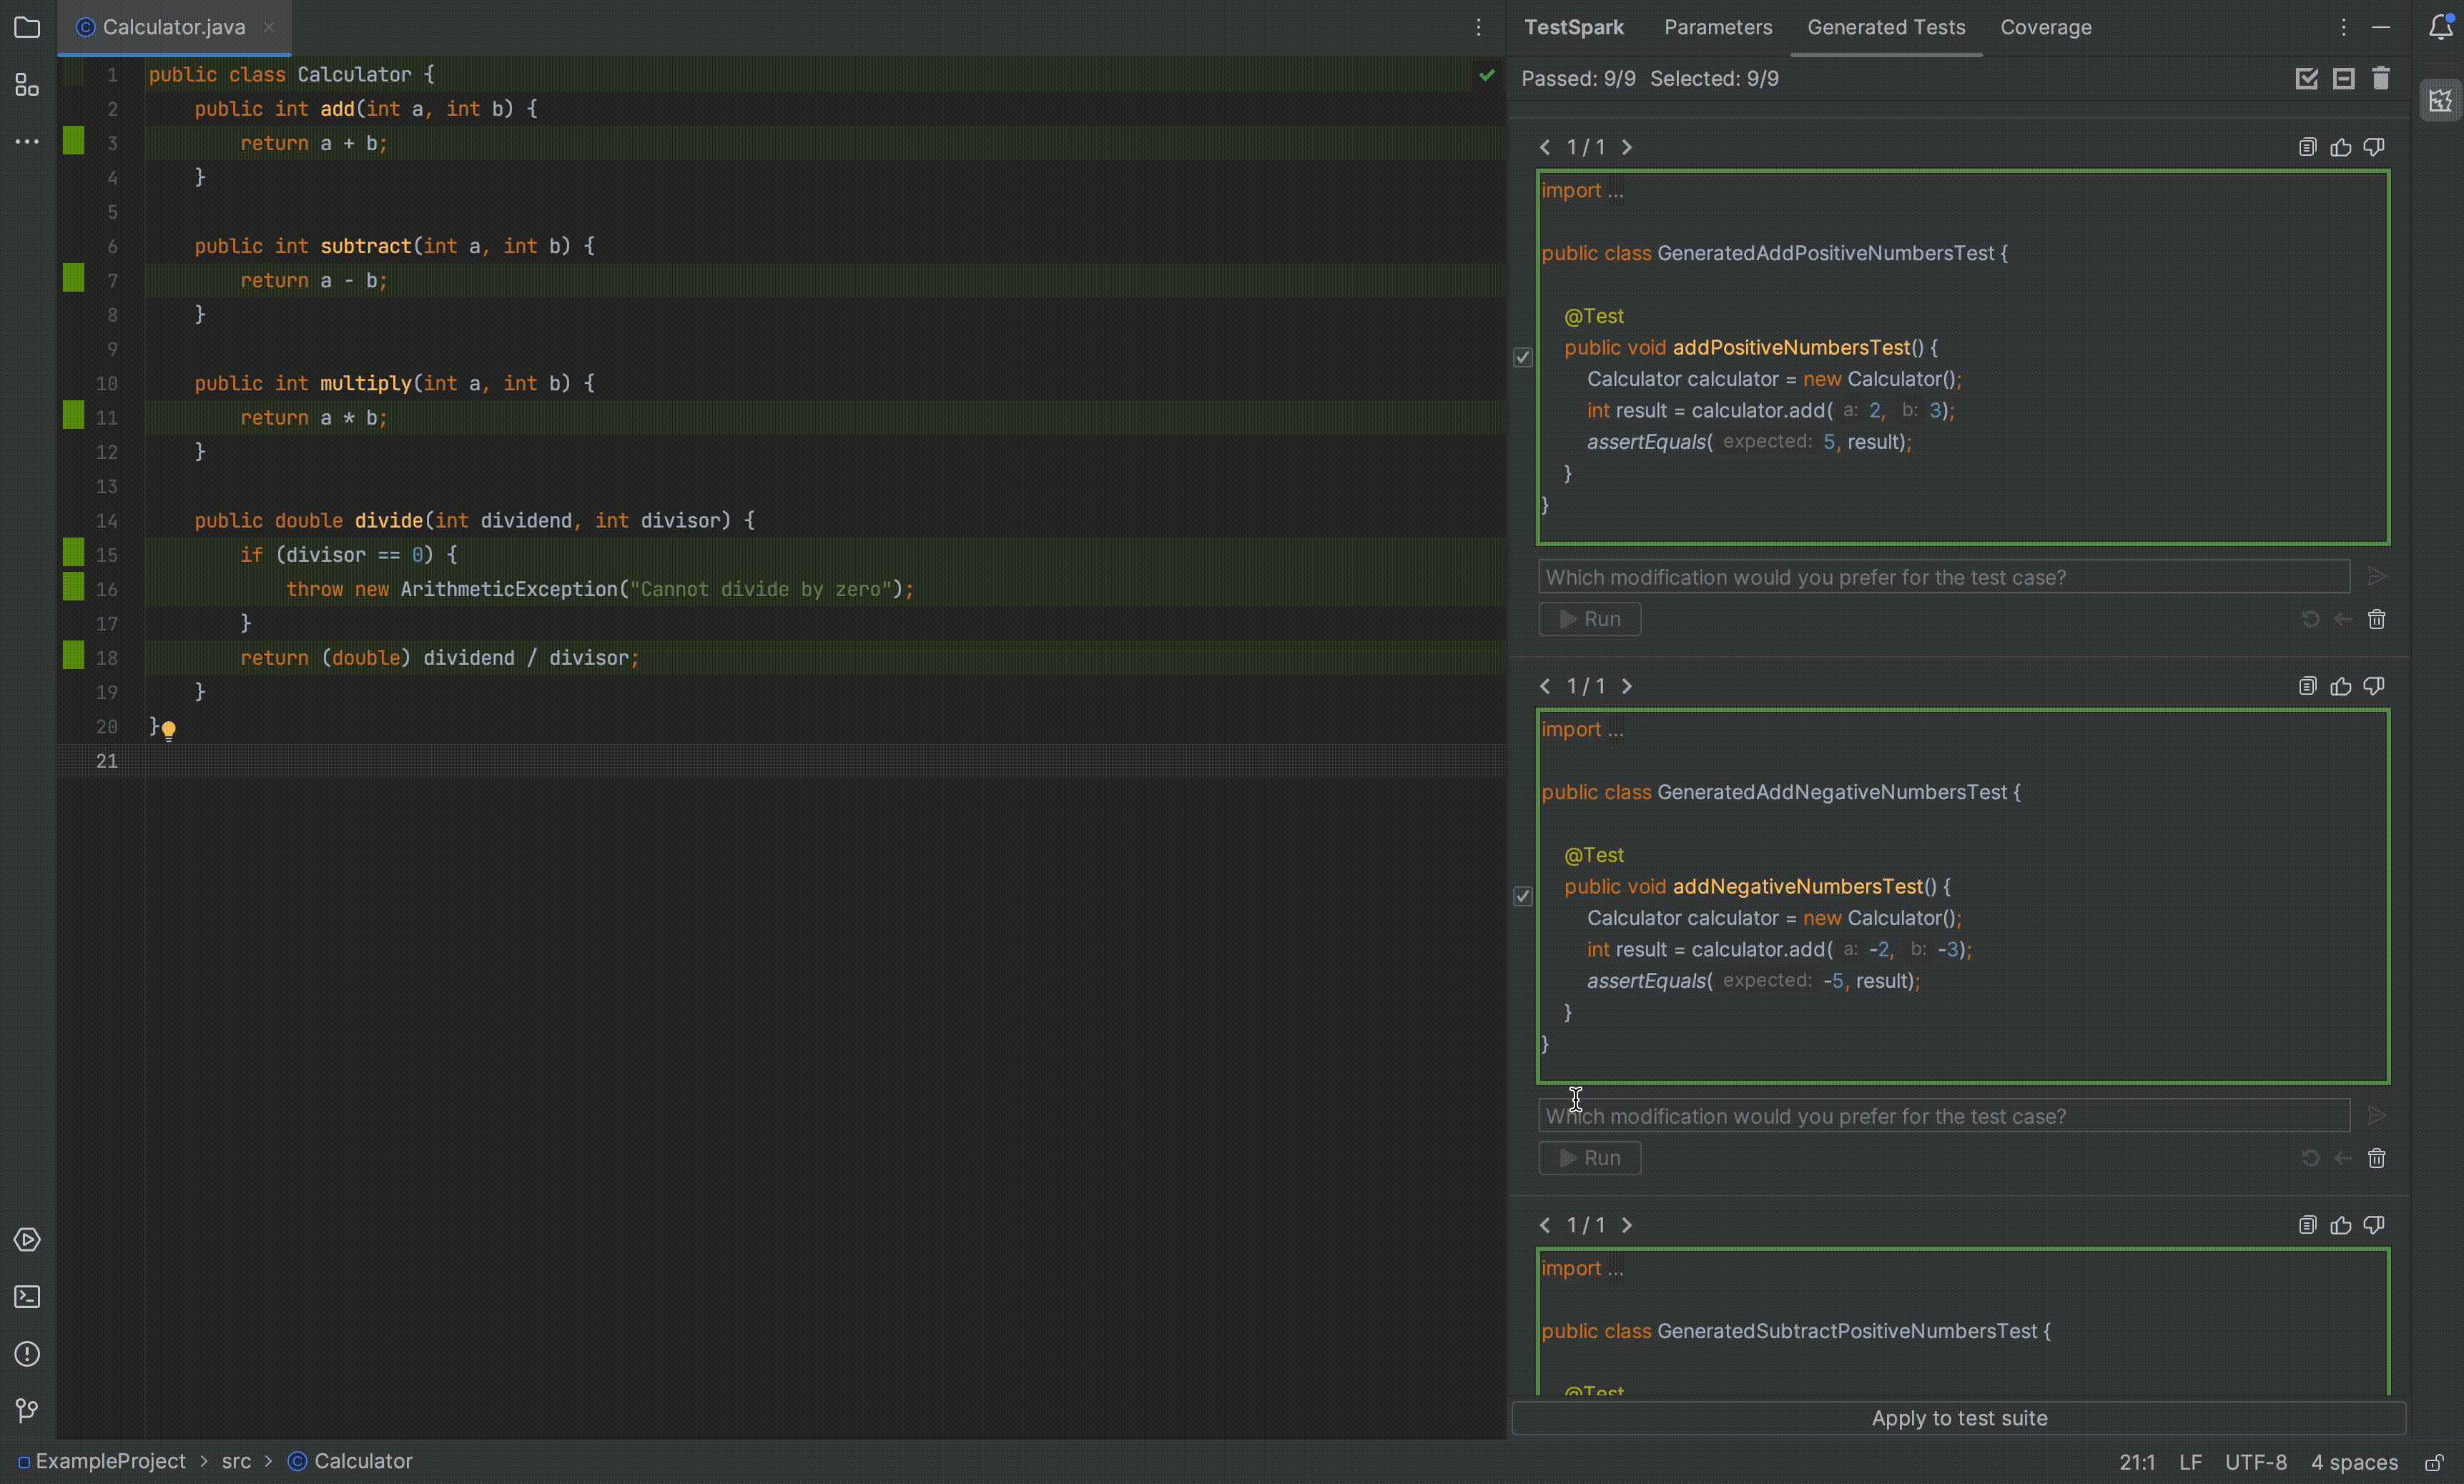 Calculator.java
1 public class Calculator {
2 public int add(int a, int b) {
3 return a + b;
4 }
5
6 public int subtract(int a, int b) {
7 return a - b;
8 }
9
10 public int multiply(int a, int b) {
11 return a * b;
12 }
13
14 public double divide(int dividend, int divisor) {
15 if (divisor == 0) {
16 throw new ArithmeticException("Cannot divide by zero");
17 }
18 return (double) dividend / divisor;
19 }
20 }
21
TestSpark Parameters Generated Tests Coverage
Passed: 9/9 Selected: 9/9
1/1
import ...
public class GeneratedAddPositiveNumbersTest {
@Test
public void addPositiveNumbersTest() {
Calculator calculator = new Calculator();
int result = calculator.add( a: 2, b: 3);
assertEquals( expected: 5, result);
}
}
Which modification would you prefer for the test case?
Run
1/1
import ...
public class GeneratedAddNegativeNumbersTest {
@Test
public void addNegativeNumbersTest() {
Calculator calculator = new Calculator();
int result = calculator.add( a: -2, b: -3);
assertEquals( expected: -5, result);
}
}
Which modification would you prefer for the test case?
Run
1/1
import ...
public class GeneratedSubtractPositiveNumbersTest {
@Test
Apply to test suite
ExampleProject > src > Calculator
21:1 LF UTF-8 4 spaces